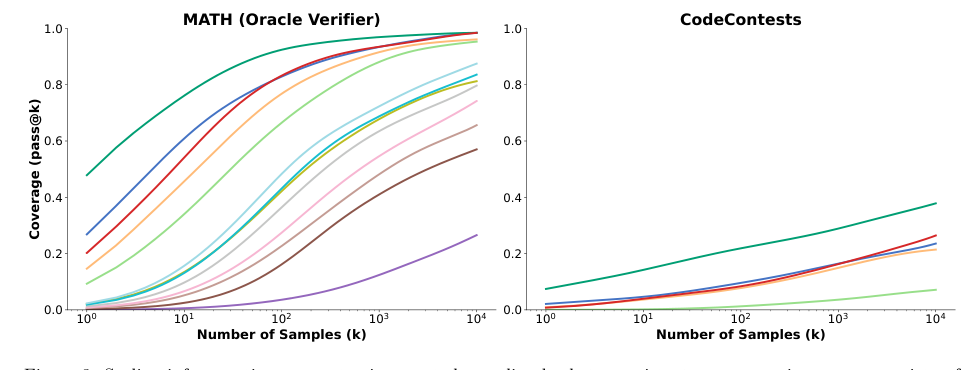 MATH (Oracle Verifier)
CodeContests
Coverage (pass@k)
1.0
0.8
0.6
0.4
0.2
0.0
10⁰ 10¹ 10² 10³ 10⁴
Number of Samples (k)
1.0
0.8
0.6
0.4
0.2
0.0
10⁰ 10¹ 10² 10³ 10⁴
Number of Samples (k)